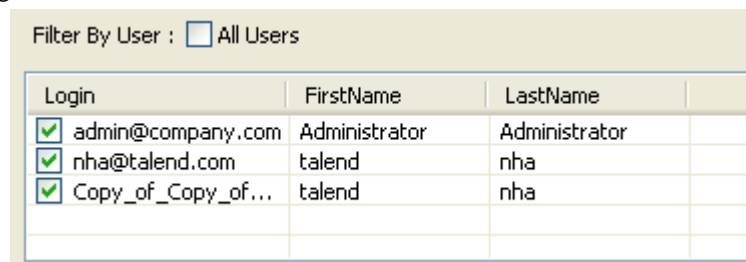 Filter By User : All Users
Login FirstName LastName
admin@company.com Administrator Administrator
nha@talend.com talend nha
Copy_of_Copy_of... talend nha